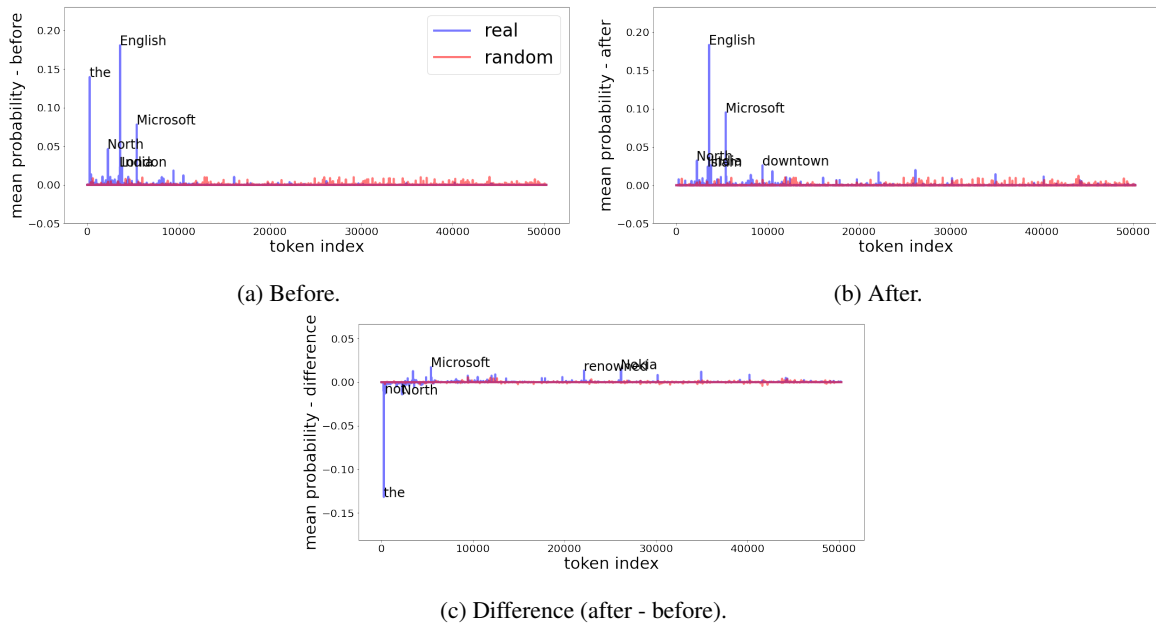 mean probability - before
0.20
0.15
0.10
0.05
0.00
−0.05
English
the
Microsoft
North
London
real
random
0 10000 20000 30000 40000 50000
token index
(a) Before.
mean probability - after
0.20
0.15
0.10
0.05
0.00
−0.05
English
Microsoft
North
downtown
0 10000 20000 30000 40000 50000
token index
(b) After.
mean probability - difference
0.05
0.00
−0.05
−0.10
−0.15
Microsoft
renowned
Nokia
not
North
the
0 10000 20000 30000 40000 50000
token index
(c) Difference (after - before).